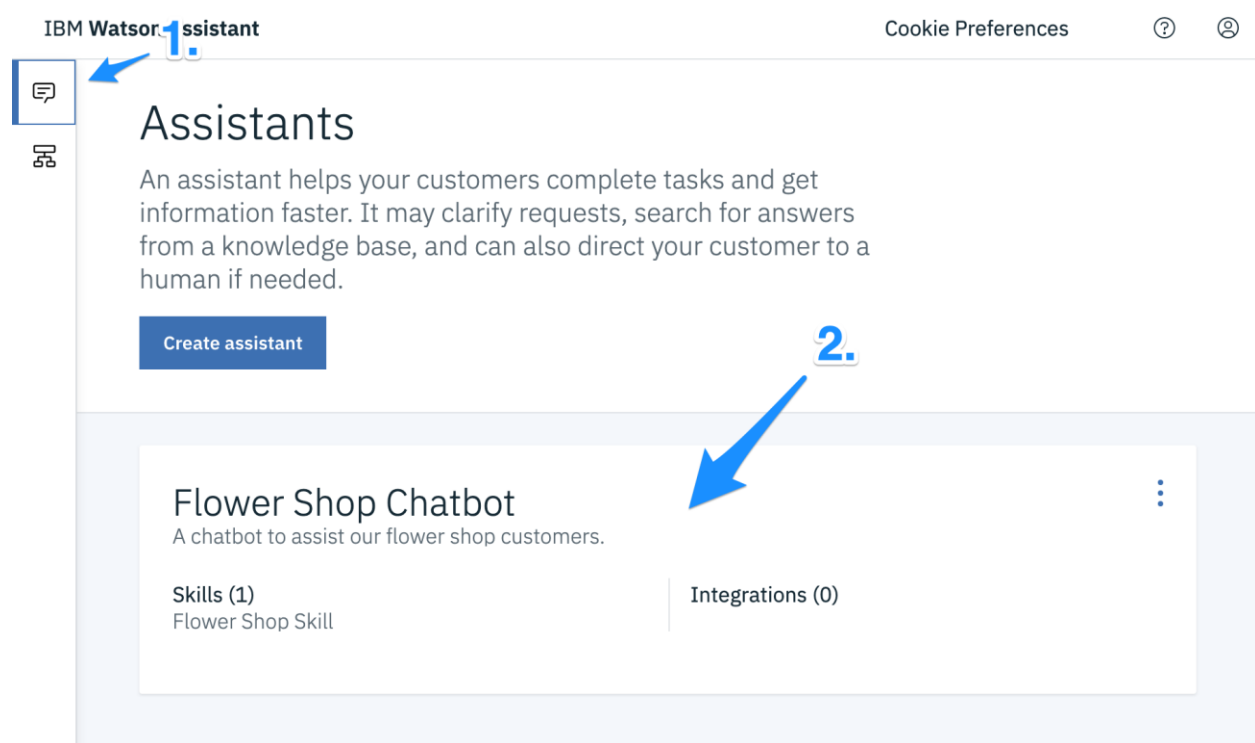 IBM Watson Assistant
Cookie Preferences
1.
Assistants
An assistant helps your customers complete tasks and get
information faster. It may clarify requests, search for answers
from a knowledge base, and can also direct your customer to a
human if needed.
Create assistant
2.
Flower Shop Chatbot
A chatbot to assist our flower shop customers.
Skills (1)
Flower Shop Skill
Integrations (0)